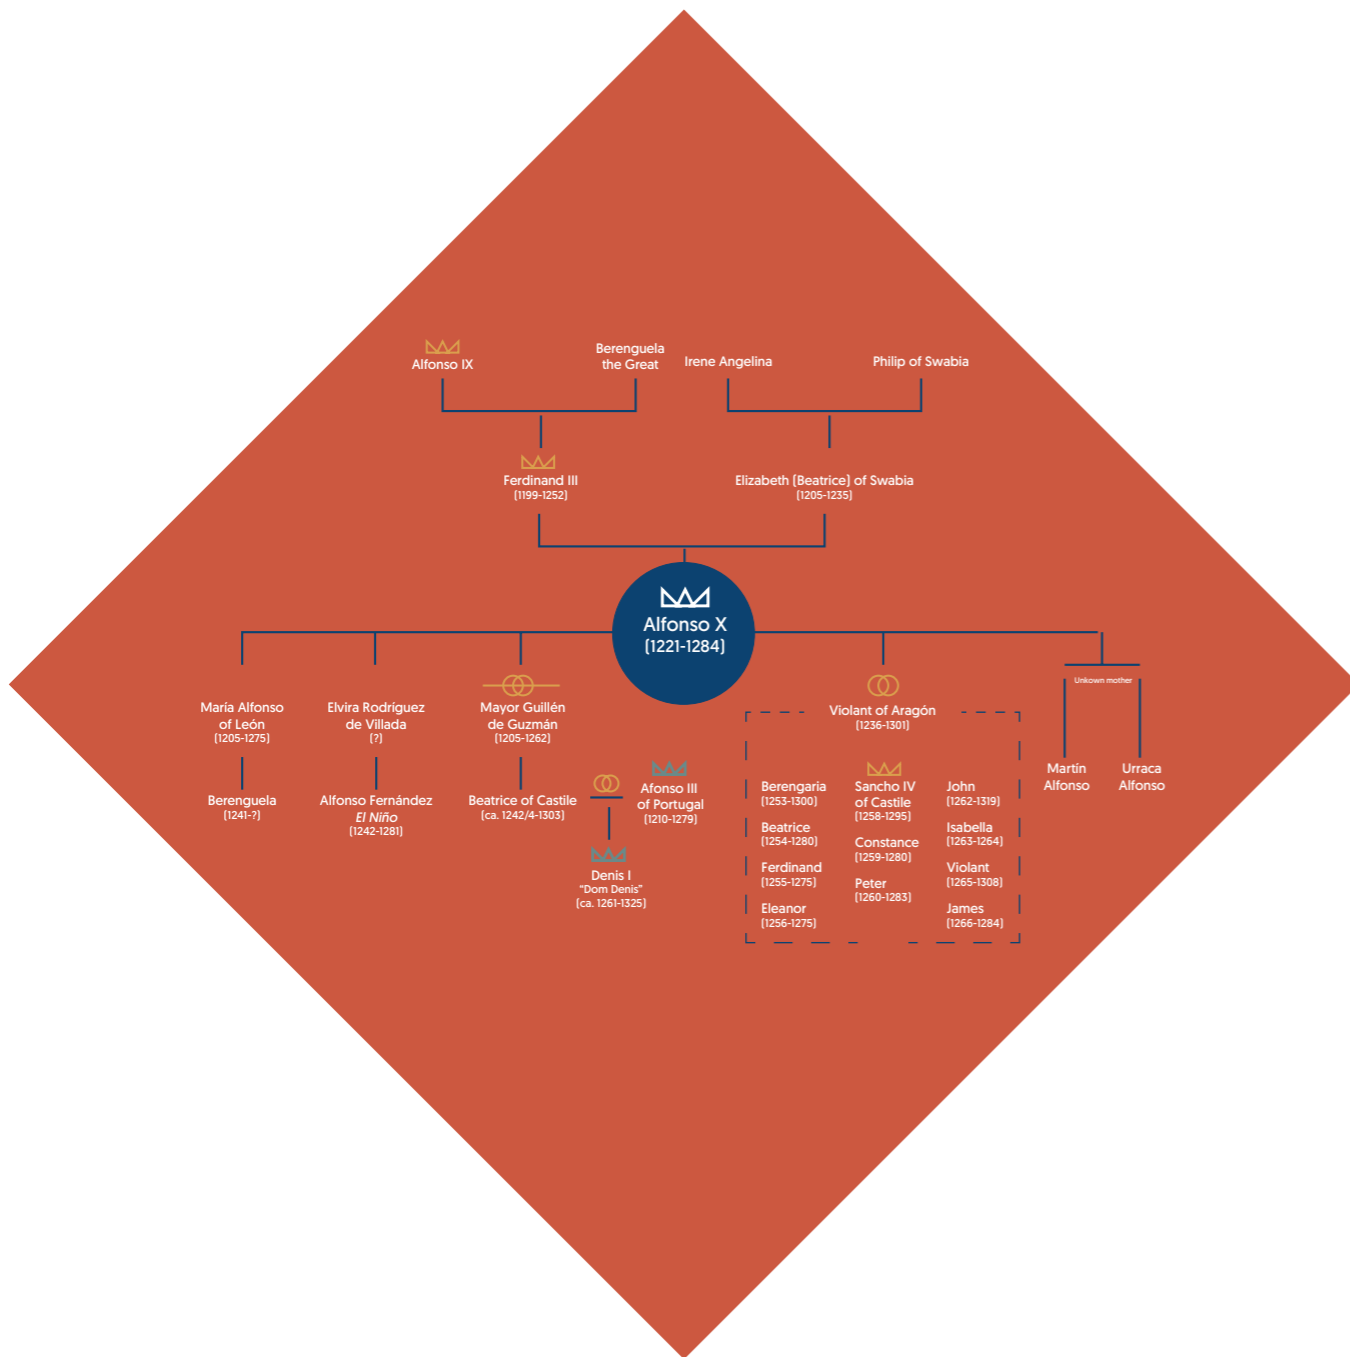 Alfonso IX
Berenguela
the Great
Irene Angelina
Philip of Swabia
Ferdinand III
(1199-1252)
Elizabeth (Beatrice) of Swabia
(1205-1235)
Alfonso X
(1221-1284)
María Alfonso
of León
(1205-1275)
Berenguela
(1241-?)
Elvira Rodríguez
de Villada
(?)
Alfonso Fernández
El Niño
(1242-1281)
Mayor Guillén
de Guzmán
(1205-1262)
Beatrice of Castile
(ca. 1242/4-1303)
Afonso III
of Portugal
(1210-1279)
Denis I
"Dom Denis"
(ca. 1261-1325)
Violant of Aragón
(1236-1301)
Berengaria
(1253-1300)
Beatrice
(1254-1280)
Ferdinand
(1255-1275)
Eleanor
(1256-1275)
Sancho IV
of Castile
(1258-1295)
Constance
(1259-1280)
Peter
(1260-1283)
John
(1262-1319)
Isabella
(1263-1264)
Violant
(1265-1308)
James
(1266-1284)
Unkown mother
Martín
Alfonso
Urraca
Alfonso